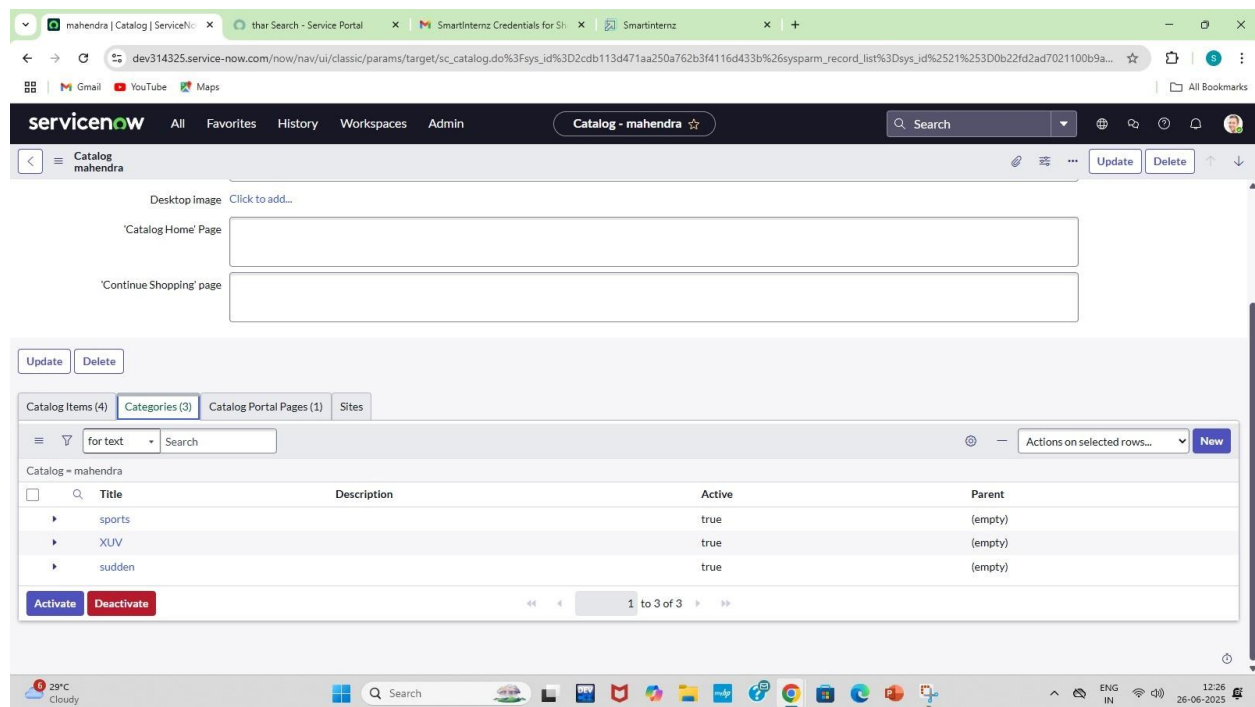 mahendra | Catalog | ServiceNo
thar Search - Service Portal
SmartInternz Credentials for Sh
Smartinternz
dev314325.service-now.com/now/nav/ui/classic/params/target/sc_catalog.do%3Fsys_id%3D2cdb113d471aa250a762b3f4116d433b%26sysparm_record_list%3Dsys_id%2521%253D0b22fd2ad7021100b9a...
S
Gmail
YouTube
Maps
All Bookmarks
servicenow
All
Favorites
History
Workspaces
Admin
Catalog - mahendra
Search
Catalog
mahendra
Update
Delete
Desktop image
Click to add...
'Catalog Home' Page
'Continue Shopping' page
Update
Delete
Catalog Items (4)
Categories (3)
Catalog Portal Pages (1)
Sites
for text
Search
Actions on selected rows...
New
Catalog = mahendra
Title
Description
Active
Parent
sports
true
(empty)
XUV
true
(empty)
sudden
true
(empty)
Activate
Deactivate
1 to 3 of 3
6
29°C
Cloudy
Search
DEV
ENG
IN
12:26
26-06-2025